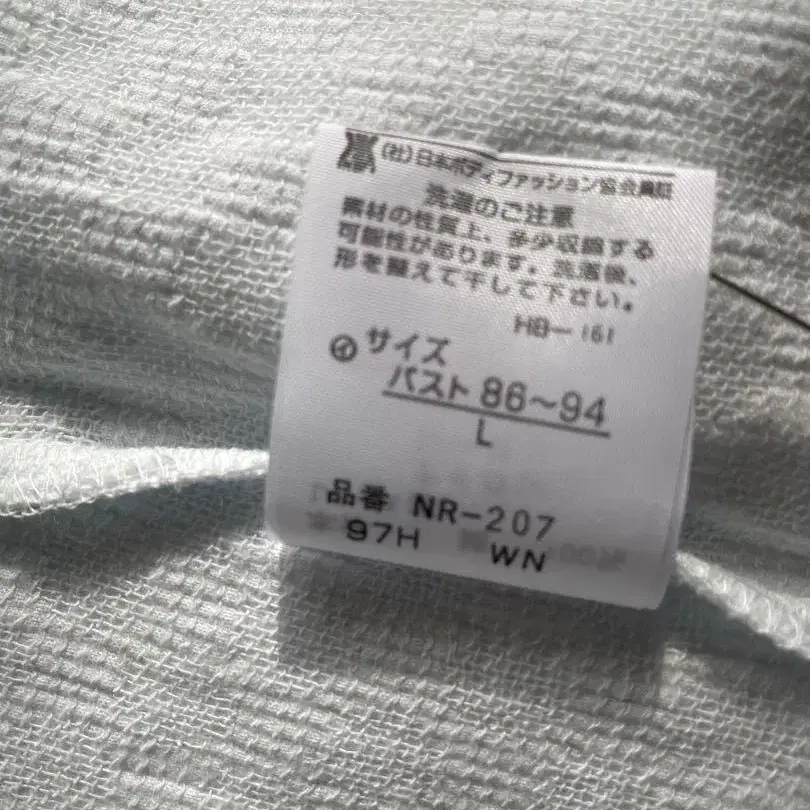 (社)日本ボディファッション協会員証
洗濯のご注意
素材の性質上、多少収縮する
可能性があります。洗濯後、
形を整えて干して下さい。
HB-161
イ サイズ
バスト 86~94
L
品番 NR-207
97H WN